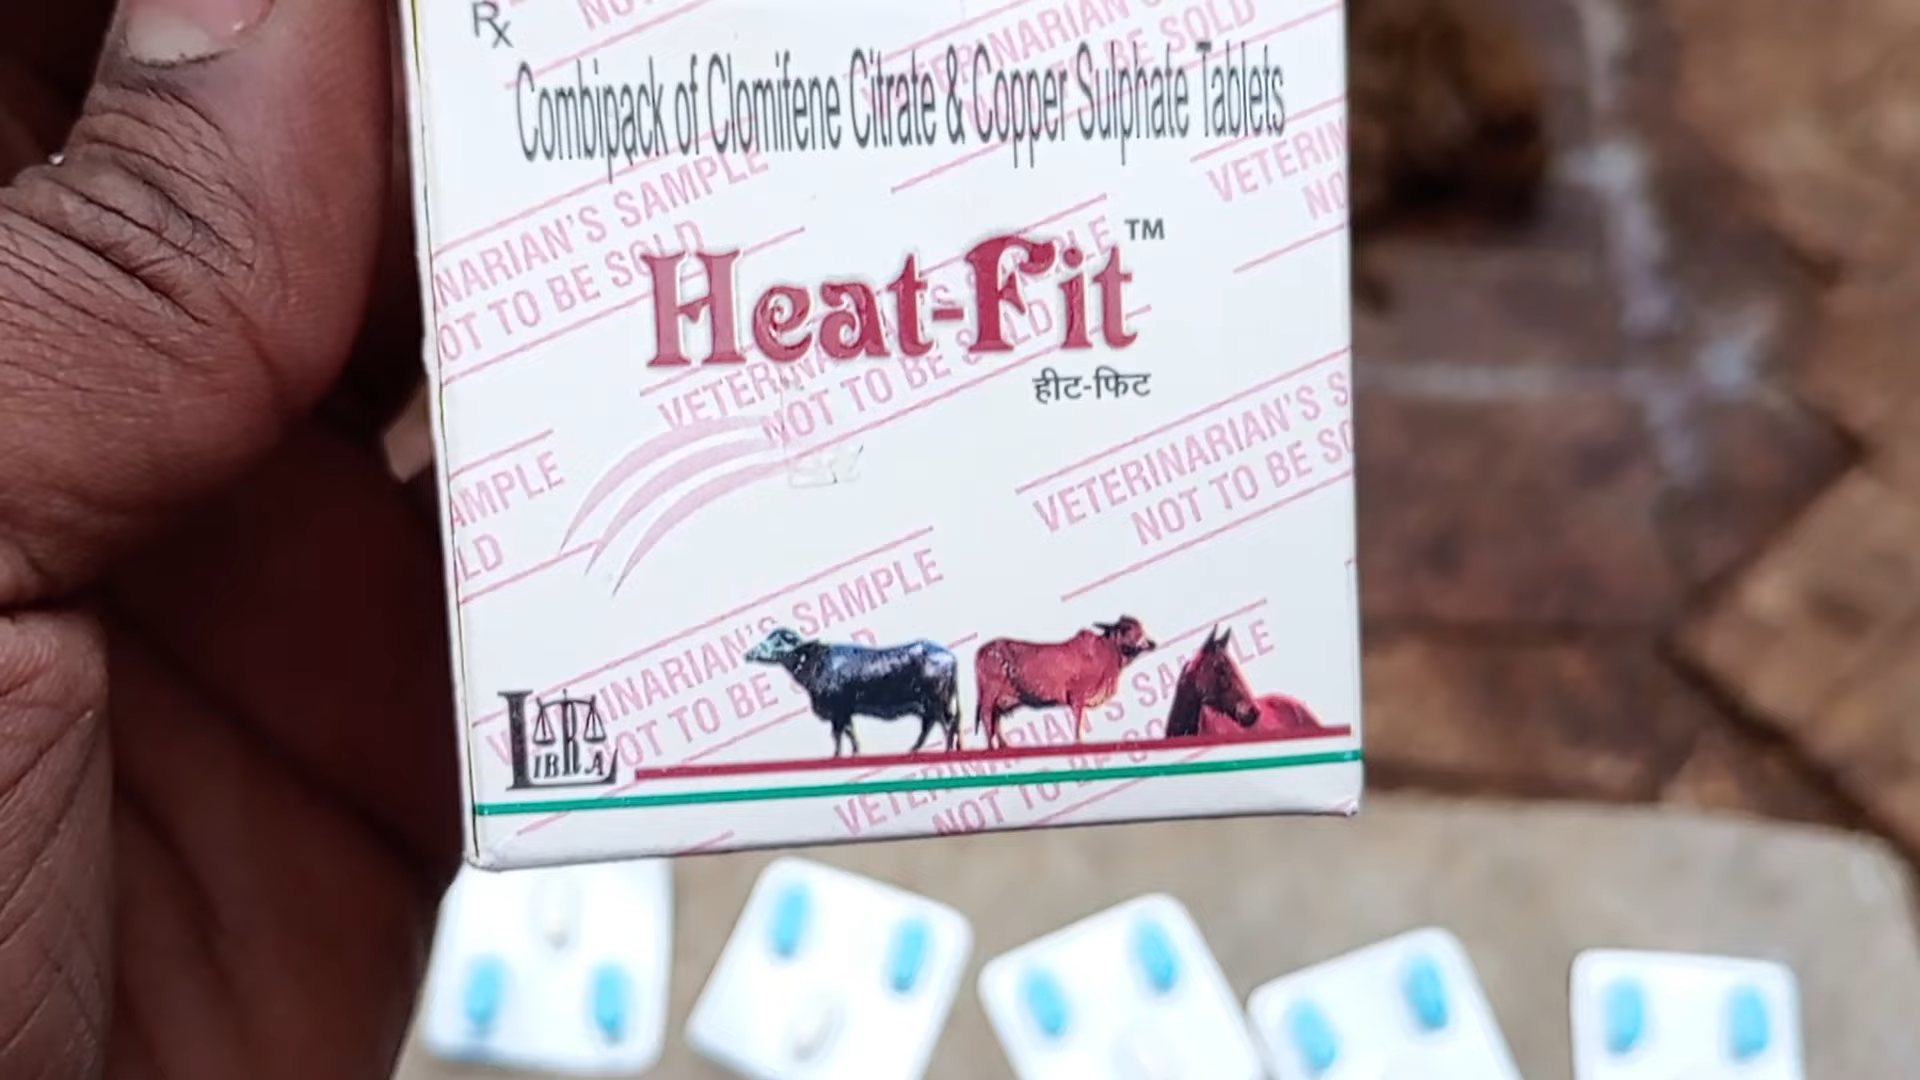 Rx
Combipack of Clomifene Citrate & Copper Sulphate Tablets
Heat-Fit™
हीट-फिट
VETERINARIAN'S SAMPLE
NOT TO BE SOLD
LIBRA